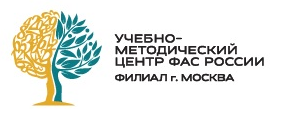 УЧЕБНО-
МЕТОДИЧЕСКИЙ
ЦЕНТР ФАС РОССИИ
ФИЛИАЛ г. МОСКВА